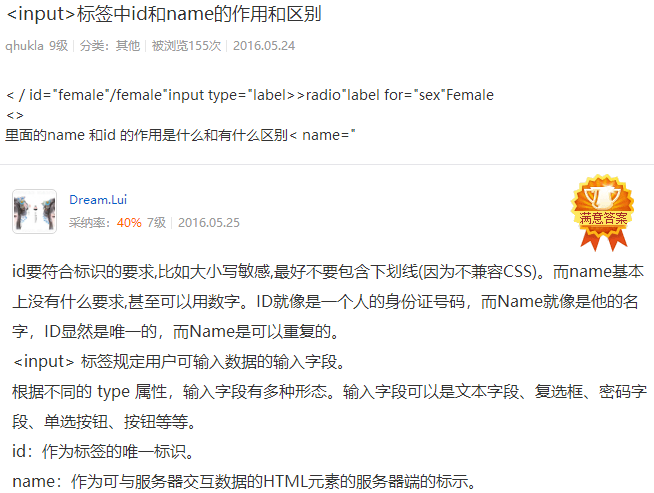 <input>标签中id和name的作用和区别
qhukla 9级 分类：其他 被浏览155次 2016.05.24
< / id="female"/female"input type="label>>radio"label for="sex"Female
<>
里面的name 和id 的作用是什么和有什么区别< name="
Dream.Lui
采纳率：40% 7级 2016.05.25
满意答案
id要符合标识的要求,比如大小写敏感,最好不要包含下划线(因为不兼容CSS)。而name基本
上没有什么要求,甚至可以用数字。ID就像是一个人的身份证号码，而Name就像是他的名
字，ID显然是唯一的，而Name是可以重复的。
<input> 标签规定用户可输入数据的输入字段。
根据不同的 type 属性，输入字段有多种形态。输入字段可以是文本字段、复选框、密码字
段、单选按钮、按钮等等。
id：作为标签的唯一标识。
name：作为可与服务器交互数据的HTML元素的服务器端的标示。